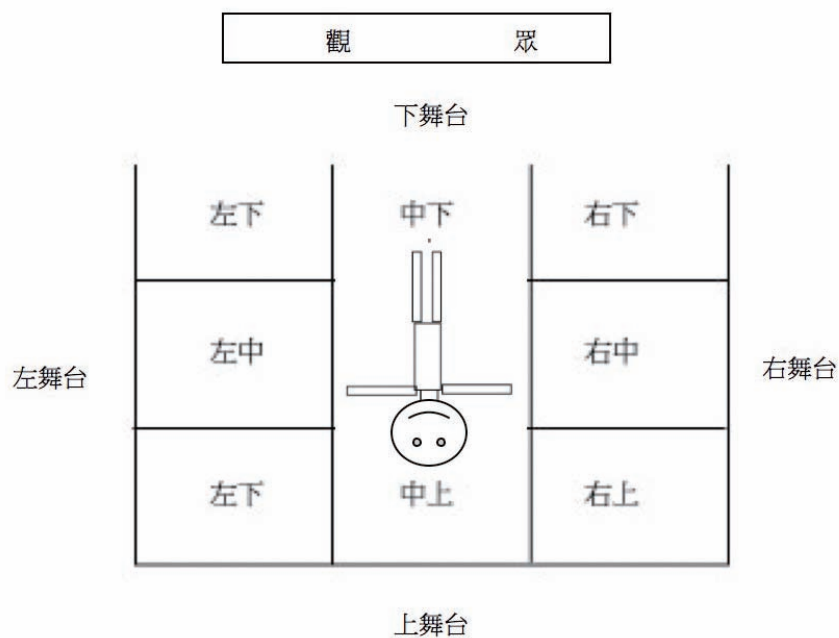 觀 眾
下舞台
左下 中下 右下
左中 右中
左舞台 右舞台
左下 中上 右上
上舞台